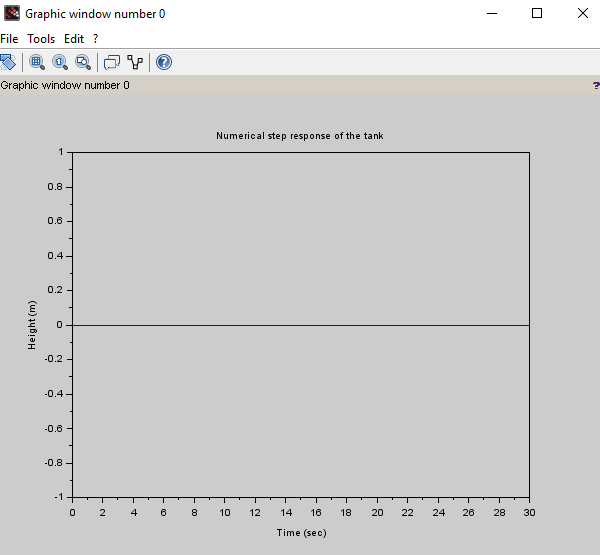 Graphic window number 0
File Tools Edit ?
Graphic window number 0 ?
Numerical step response of the tank
1
0.8
0.6
0.4
0.2
0
-0.2
-0.4
-0.6
-0.8
-1
Height (m)
0 2 4 6 8 10 12 14 16 18 20 22 24 26 28 30
Time (sec)